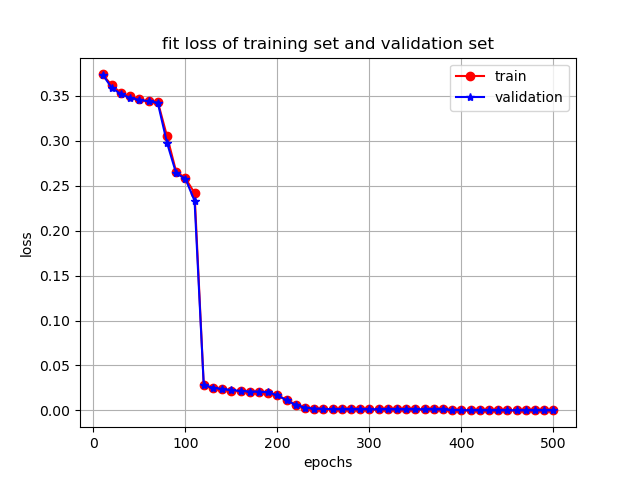 fit loss of training set and validation set
train
validation
0.35
0.30
0.25
0.20
0.15
0.10
0.05
0.00
loss
0
100
200
300
400
500
epochs